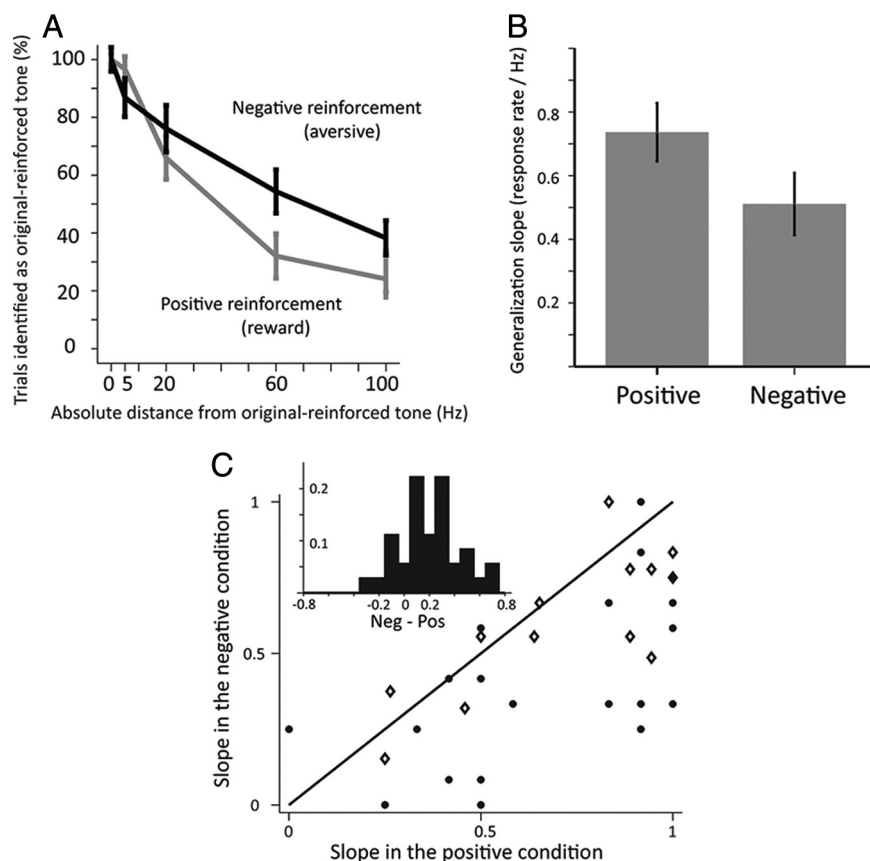 A
Trials identified as original-reinforced tone (%)
100
80
60
40
20
0
Negative reinforcement
(aversive)
Positive reinforcement
(reward)
0 5 20 60 100
Absolute distance from original-reinforced tone (Hz)
B
Generalization slope (response rate / Hz)
0.8
0.6
0.4
0.2
Positive Negative
C
Slope in the negative condition
1
0.5
0
0.2
0.1
-0.8 -0.2 0 0.2 0.8
Neg - Pos
0 0.5 1
Slope in the positive condition